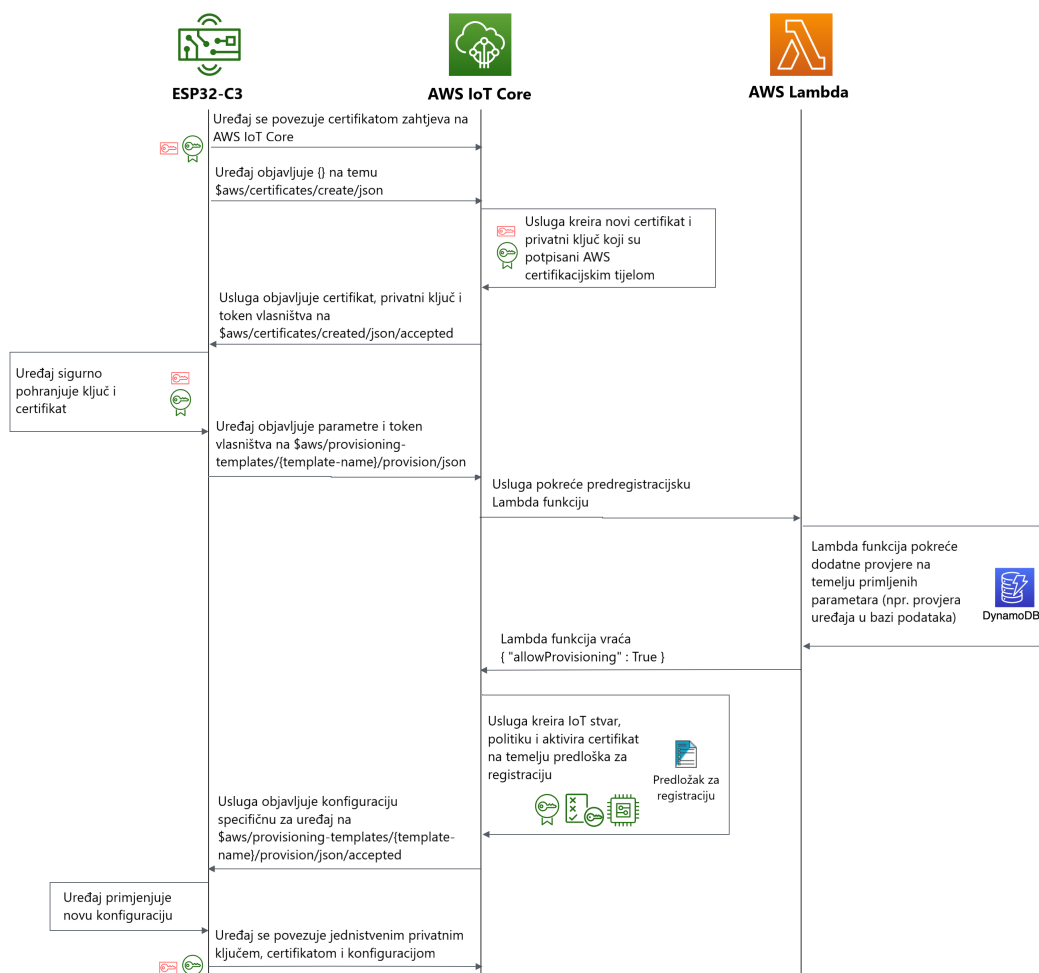 ESP32-C3
AWS IoT Core
AWS Lambda
Uređaj se povezuje certifikatom zahtjeva na
AWS IoT Core
Uređaj objavljuje {} na temu
$aws/certificates/create/json
Usluga kreira novi certifikat i
privatni ključ koji su
potpisani AWS
certifikacijskim tijelom
Usluga objavljuje certifikat, privatni ključ i
token vlasništva na
$aws/certificates/created/json/accepted
Uređaj sigurno
pohranjuje ključ i
certifikat
Uređaj objavljuje parametre i token
vlasništva na $aws/provisioning-
templates/{template-name}/provision/json
Usluga pokreće predregistracijsku
Lambda funkciju
Lambda funkcija pokreće
dodatne provjere na
temelju primljenih
parametara (npr. provjera
uređaja u bazi podataka)
DynamoDB
Lambda funkcija vraća
{ "allowProvisioning" : True }
Usluga kreira IoT stvar,
politiku i aktivira certifikat
na temelju predloška za
registraciju
Predložak za
registraciju
Usluga objavljuje konfiguraciju
specifičnu za uređaj na
$aws/provisioning-templates/{template-
name}/provision/json/accepted
Uređaj primjenjuje
novu konfiguraciju
Uređaj se povezuje jednistvenim privatnim
ključem, certifikatom i konfiguracijom